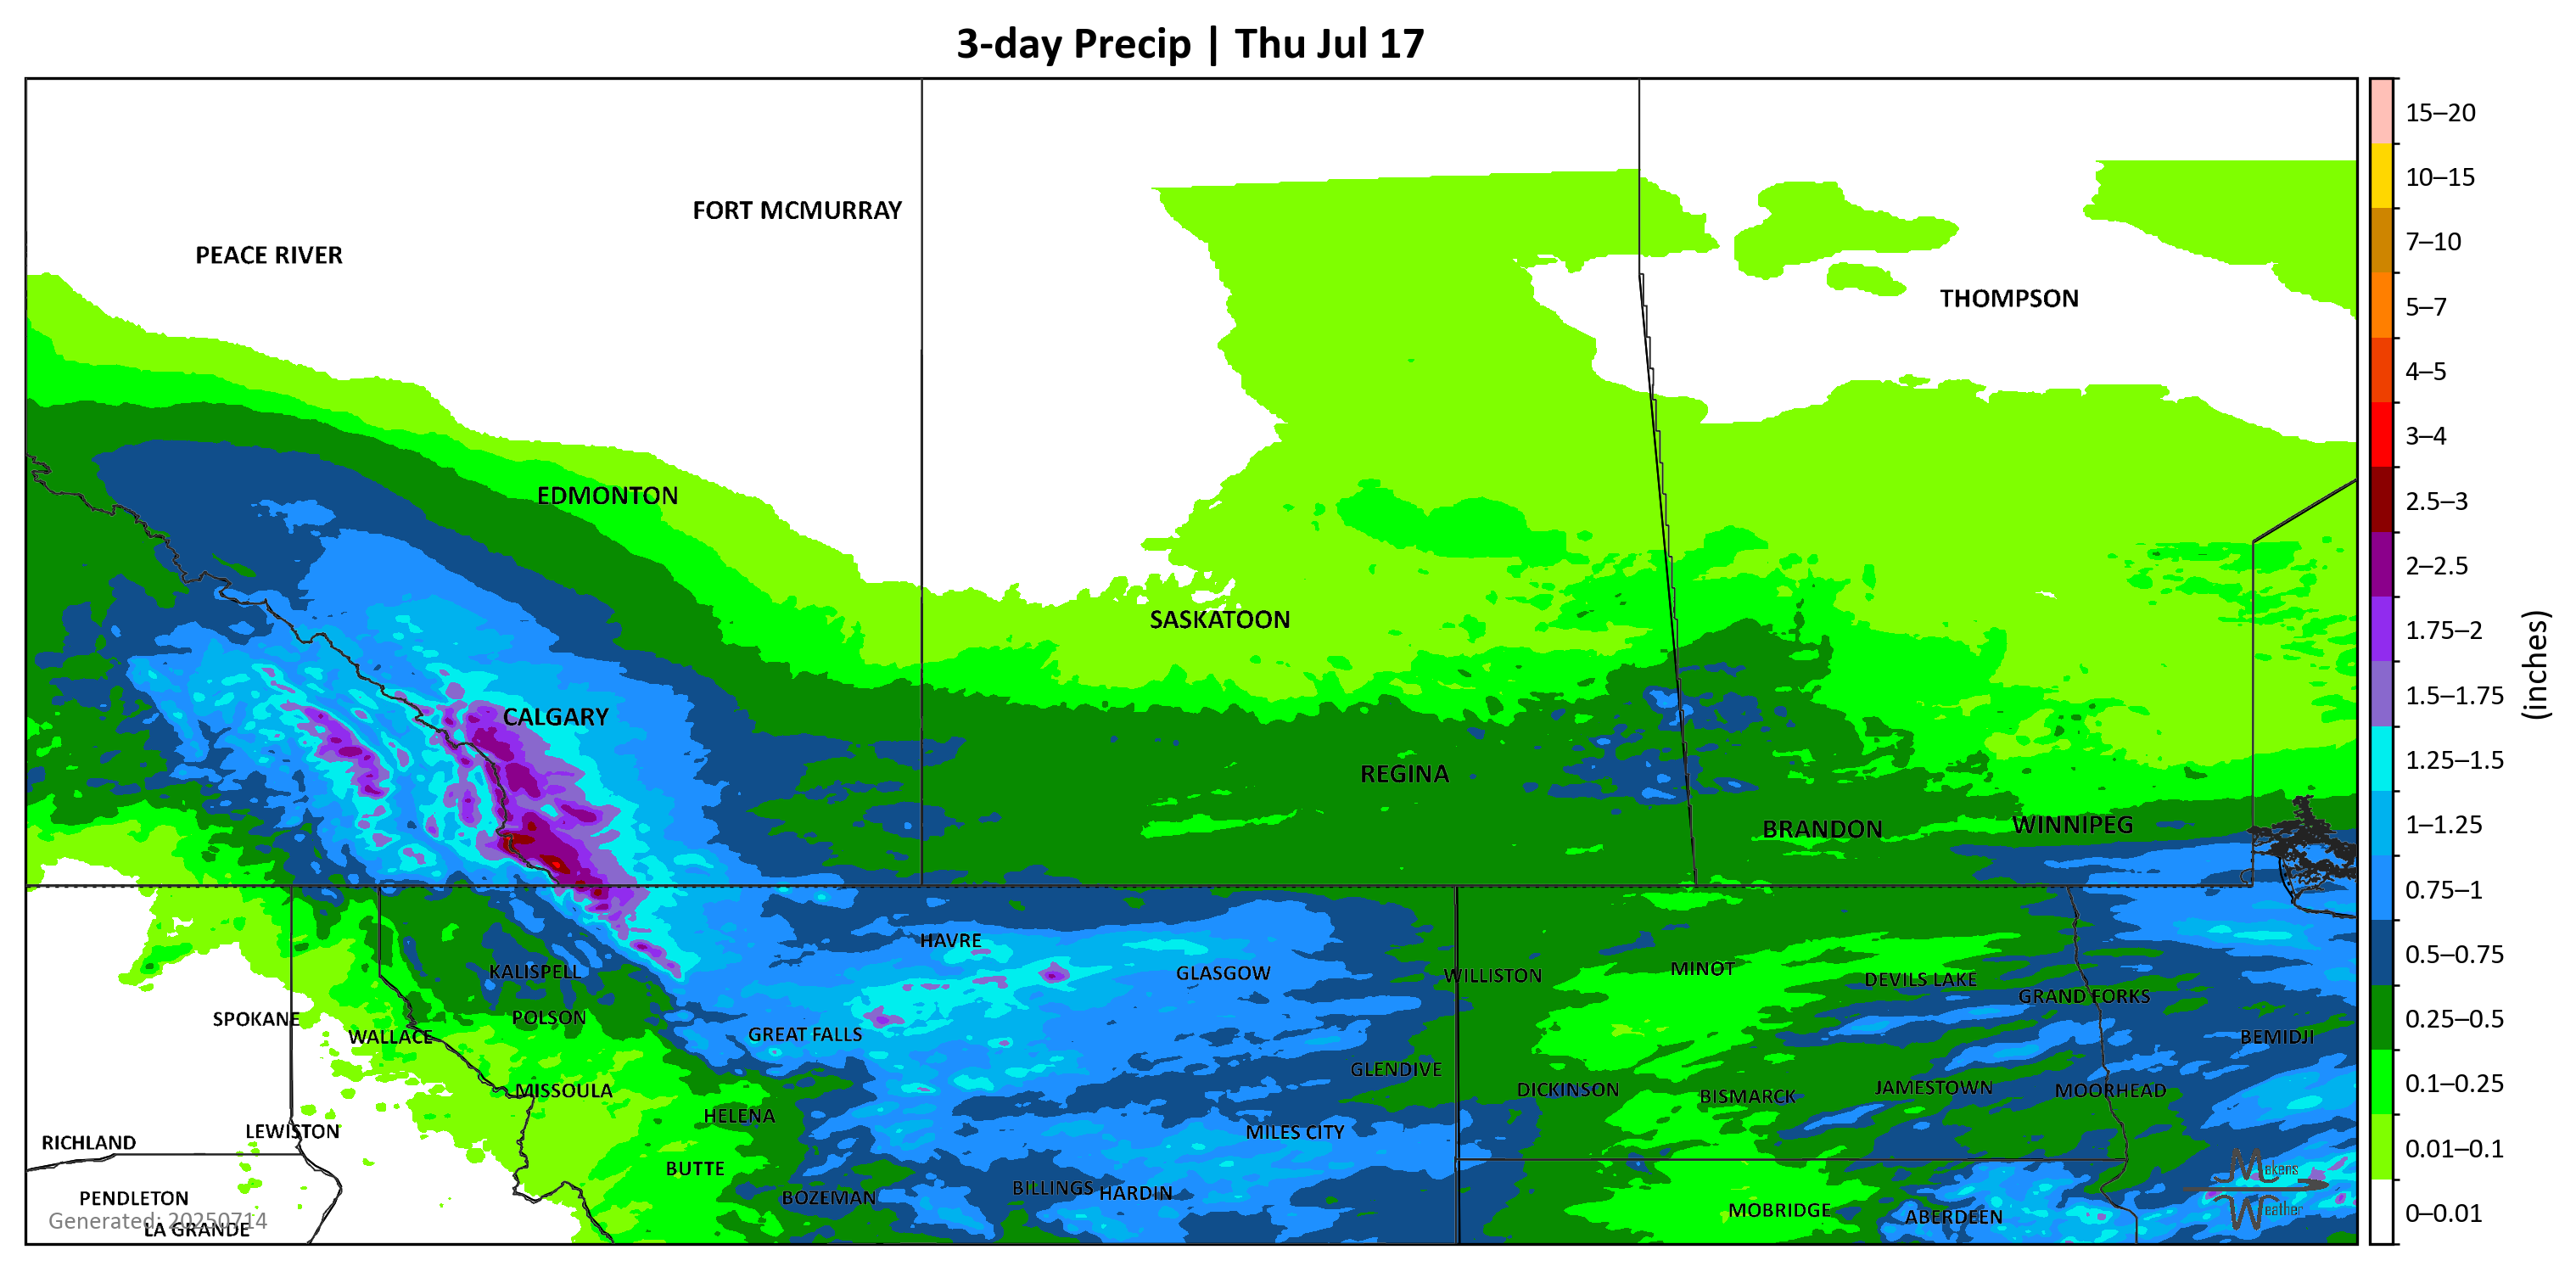 3-day Precip | Thu Jul 17
FORT MCMURRAY
PEACE RIVER
THOMPSON
EDMONTON
SASKATOON
CALGARY
REGINA
WINNIPEG
BRANDON
HAVRE
MINOT
KALISPELL
GLASGOW
WILLISTON
DEVILS LAKE
GRAND FORKS
POLSON
SPOKANE
GREAT FALLS
WALLACE
BEMIDJI
GLENDIVE
MISSOULA
DICKINSON
JAMESTOWN
MOORHEAD
BISMARCK
HELENA
LEWISTON
MILES CITY
RICHLAND
BUTTE
BILLINGS
HARDIN
PENDLETON
BOZEMAN
MOBRIDGE
ABERDEEN
Generated: 20250714
LA GRANDE
Mekens
Weather
15–20
10–15
7–10
5–7
4–5
3–4
2.5–3
2–2.5
1.75–2
1.5–1.75
1.25–1.5
1–1.25
0.75–1
0.5–0.75
0.25–0.5
0.1–0.25
0.01–0.1
0–0.01
(inches)